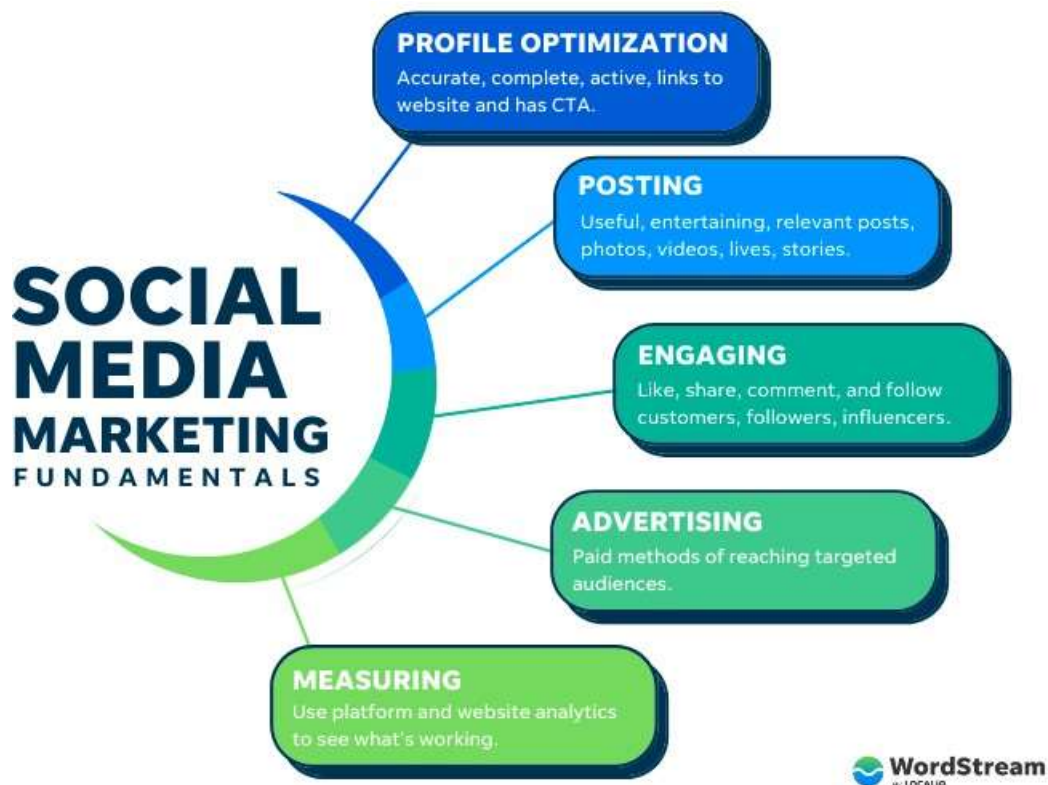 PROFILE OPTIMIZATION
Accurate, complete, active, links to
website and has CTA.
POSTING
Useful, entertaining, relevant posts,
photos, videos, lives, stories.
SOCIAL
MEDIA
MARKETING
FUNDAMENTALS
ENGAGING
Like, share, comment, and follow
customers, followers, influencers.
ADVERTISING
Paid methods of reaching targeted
audiences.
MEASURING
Use platform and website analytics
to see what's working.
WordStream